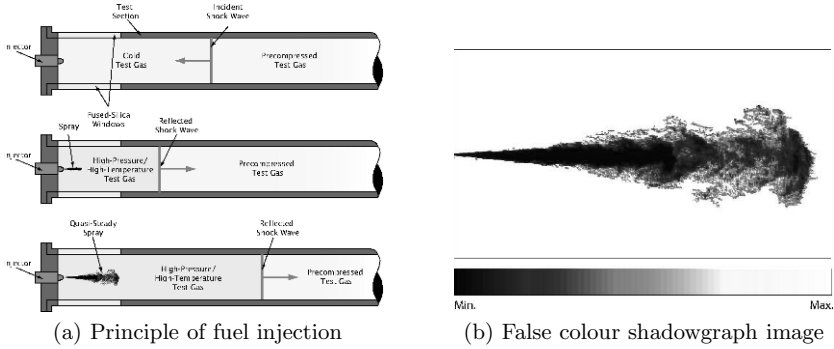 Test
Section
Incident
Shock Wave
Cold
Test Gas
Precompressed
Test Gas
Fused-Silica
Windows
Spray
Reflected
Shock Wave
High-Pressure/
High-Temperature
Test Gas
Precompressed
Test Gas
Quasi-Steady
Spray
Reflected
Shock Wave
High-Pressure/
High-Temperature
Test Gas
Precompressed
Test Gas
(a) Principle of fuel injection
Min.
Max.
(b) False colour shadowgraph image